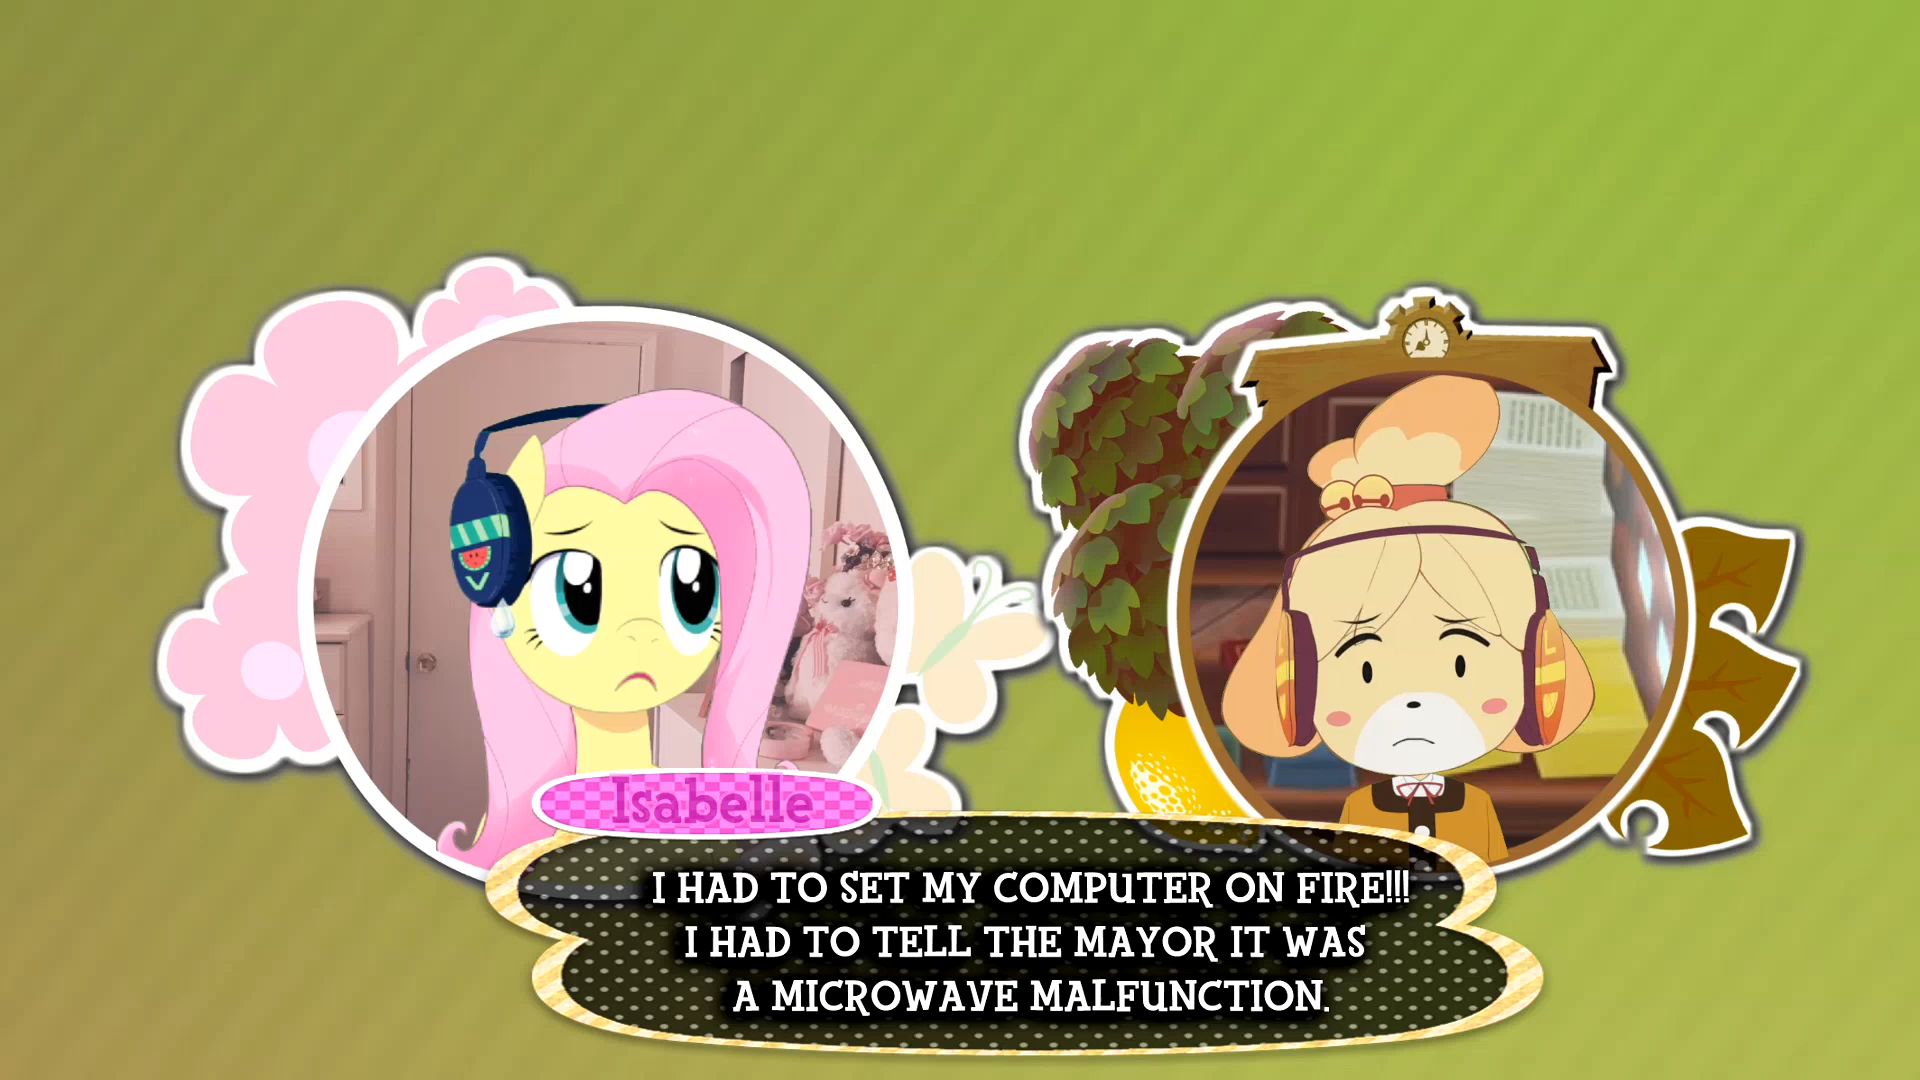 Isabelle
I HAD TO SET MY COMPUTER ON FIRE!!!
I HAD TO TELL THE MAYOR IT WAS
A MICROWAVE MALFUNCTION.